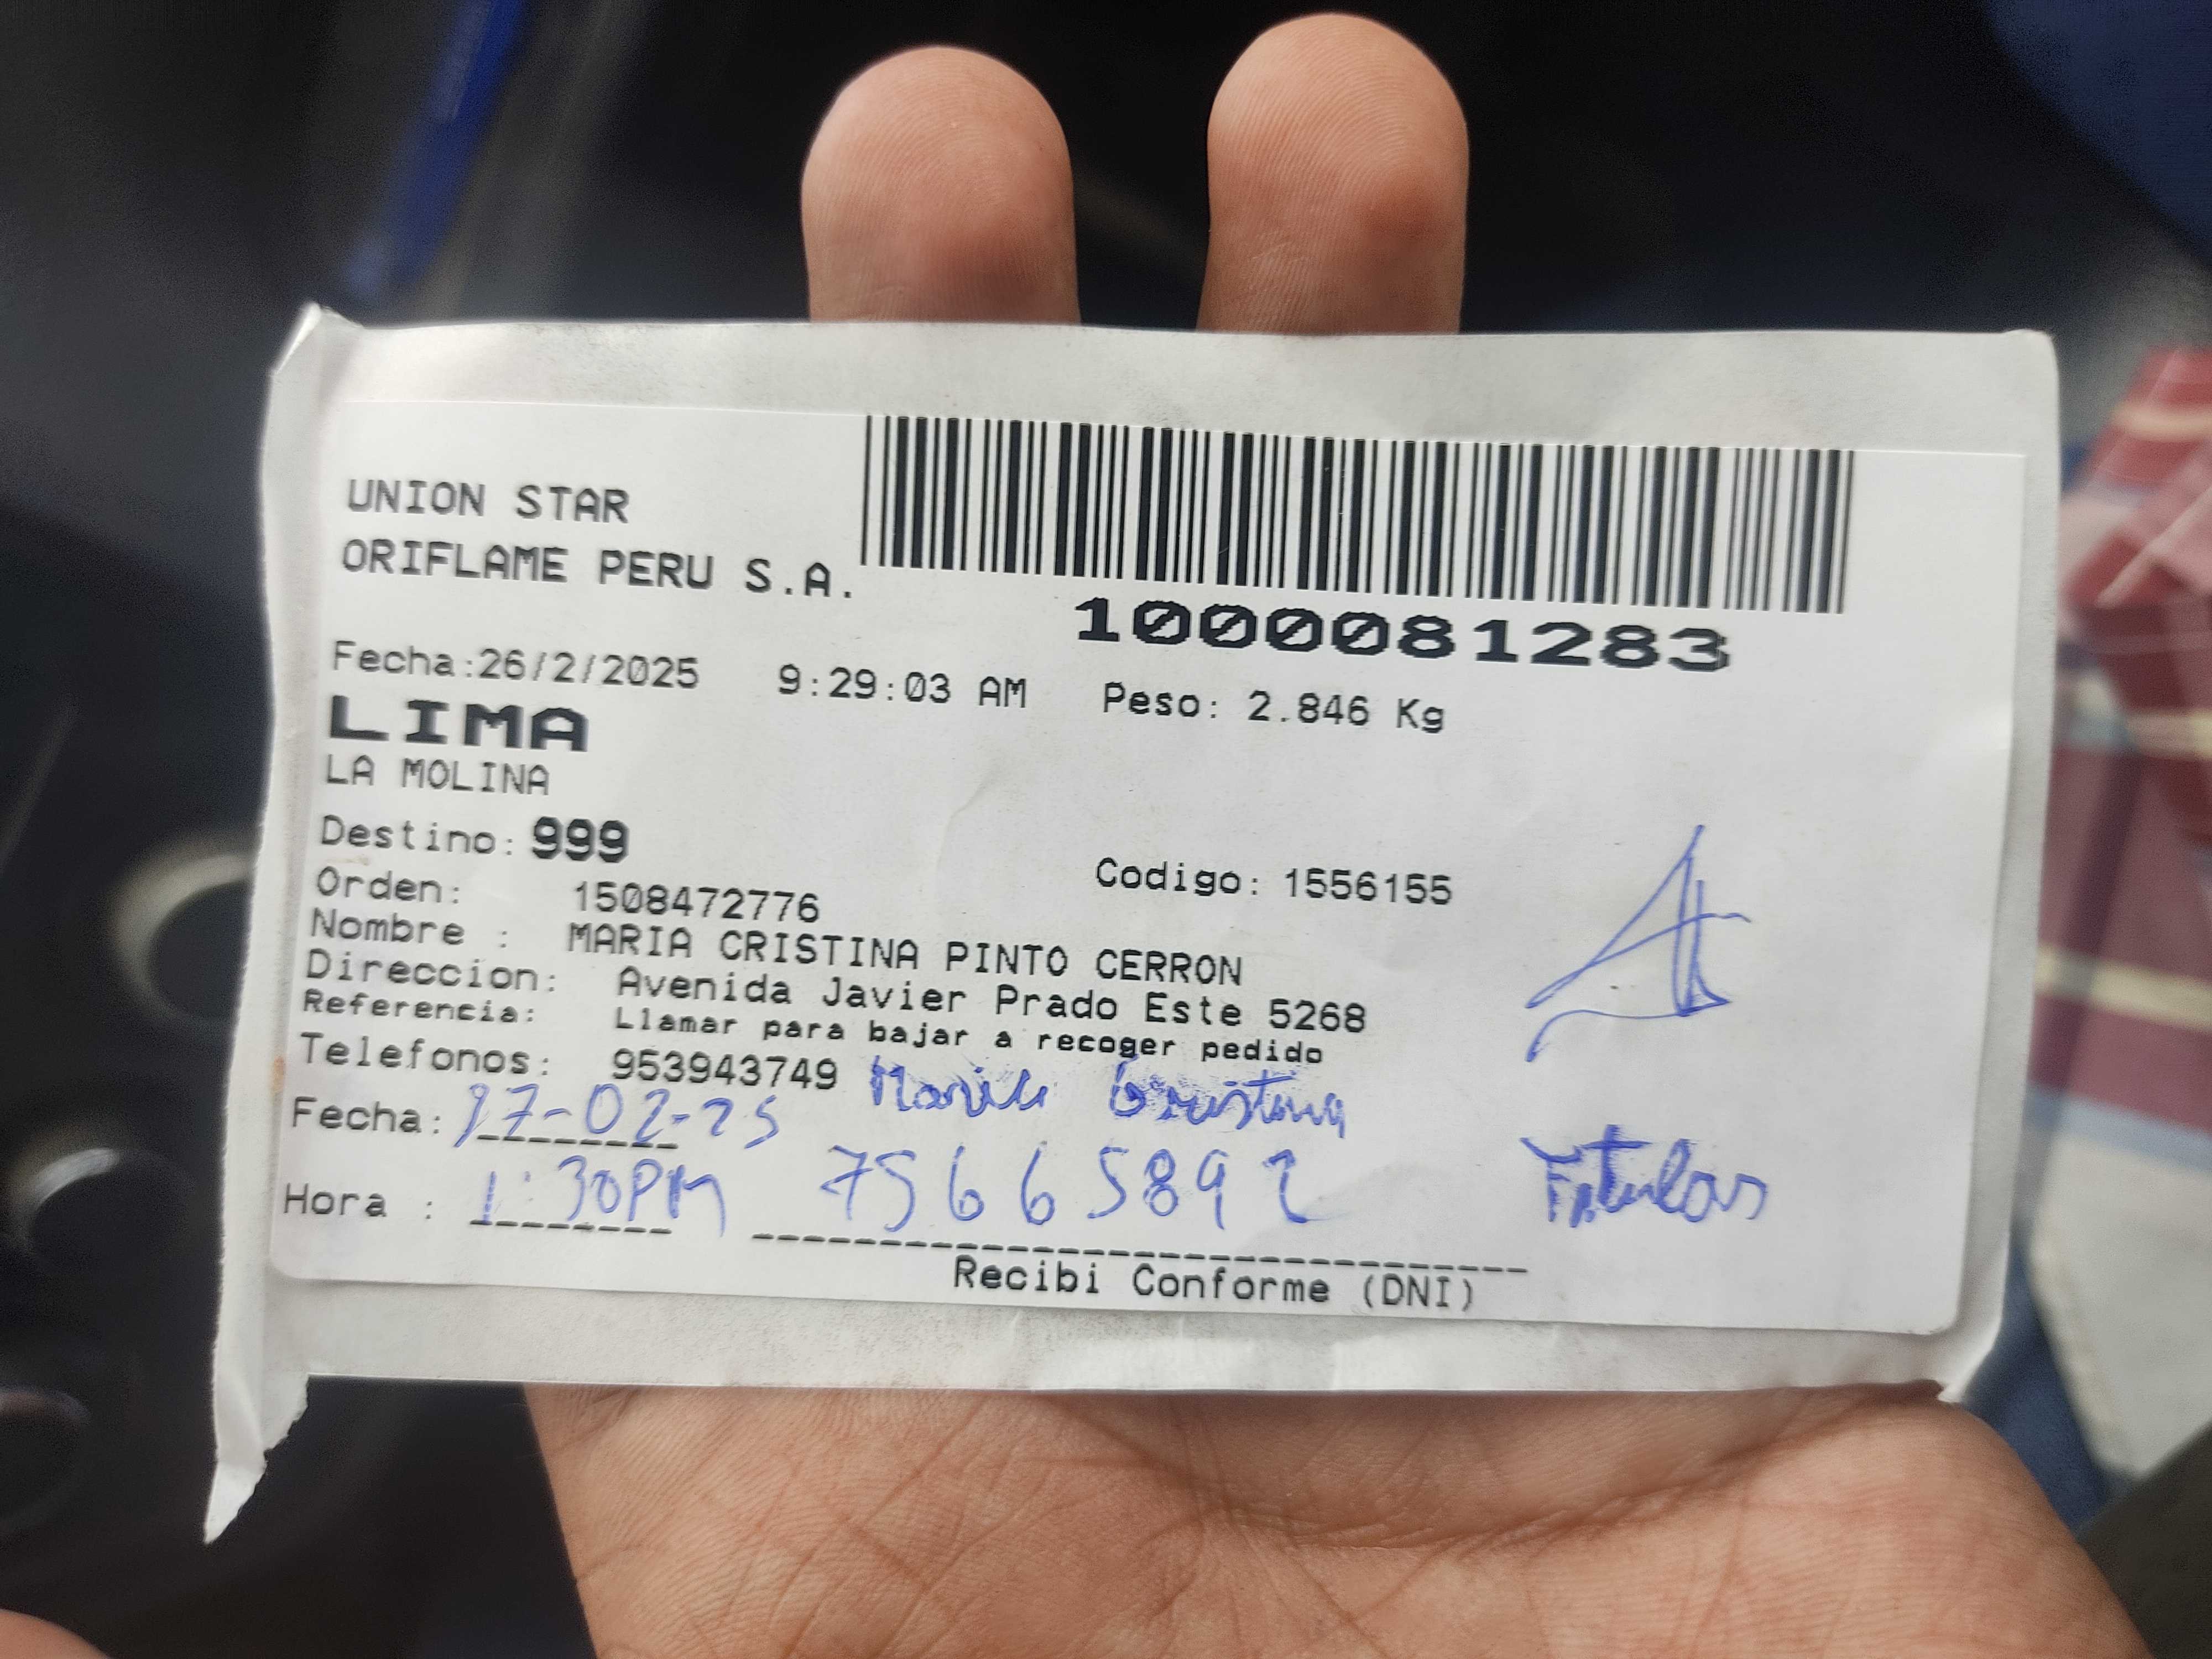 UNION STAR
ORIFLAME PERU S.A.
1000081283
Fecha:26/2/2025 9:29:03 AM Peso: 2.846 Kg
LIMA
LA MOLINA
Destino: 999
Codigo: 1556155
Orden: 1508472776
Nombre : MARIA CRISTINA PINTO CERRON
Direccion: Avenida Javier Prado Este 5268
Referencia: Llamar para bajar a recoger pedido
Telefonos: 953943749
Fecha: 27-02-25
Hora : 1:30PM 75665892 Titular
Recibi Conforme (DNI)